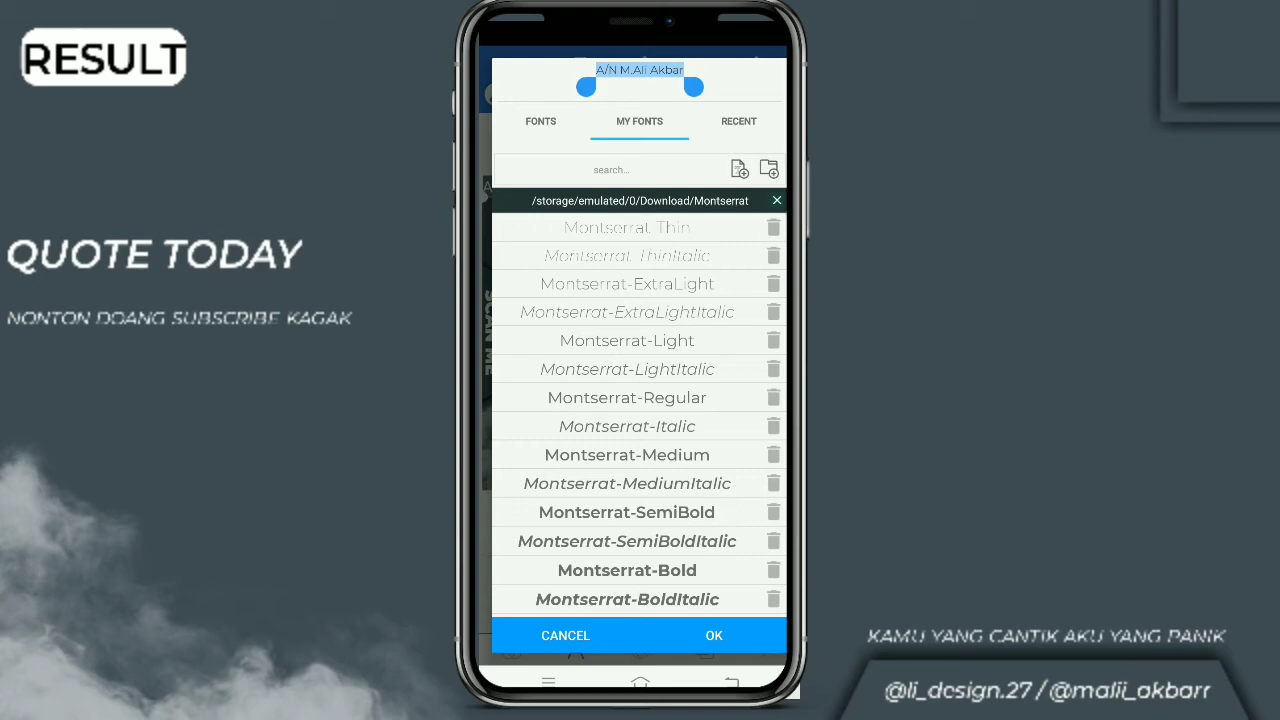 RESULT
QUOTE TODAY
NONTON DOANG SUBSCRIBE KAGAK
A/N M.Ali Akbar
FONTS
MY FONTS
RECENT
search...
/storage/emulated/0/Download/Montserrat
Montserrat Thin
Montserrat ThinItalic
Montserrat-ExtraLight
Montserrat-ExtraLightItalic
Montserrat-Light
Montserrat-LightItalic
Montserrat-Regular
Montserrat-Italic
Montserrat-Medium
Montserrat-MediumItalic
Montserrat-SemiBold
Montserrat-SemiBoldItalic
Montserrat-Bold
Montserrat-BoldItalic
CANCEL
OK
SCAN ME
KAMU YANG CANTIK AKU YANG PANIK
@li_design.27 / @malii_akbarr